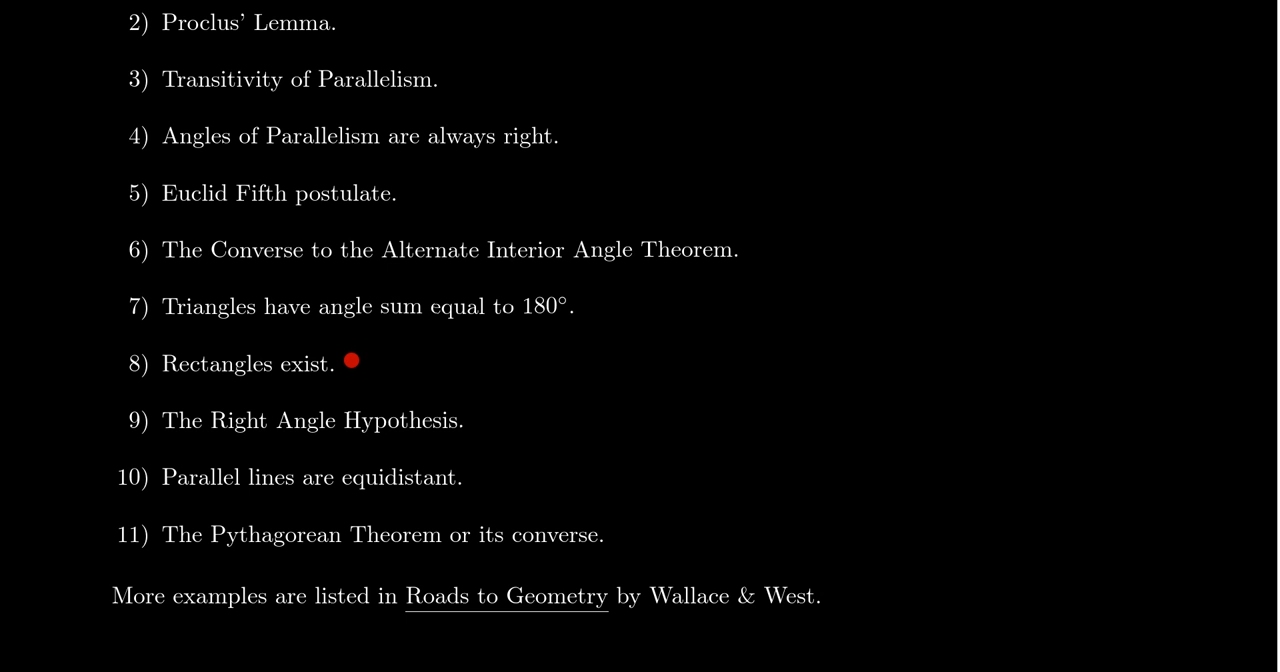 2) Proclus’ Lemma.
3) Transitivity of Parallelism.
4) Angles of Parallelism are always right.
5) Euclid Fifth postulate.
6) The Converse to the Alternate Interior Angle Theorem.
7) Triangles have angle sum equal to 180°.
8) Rectangles exist.
9) The Right Angle Hypothesis.
10) Parallel lines are equidistant.
11) The Pythagorean Theorem or its converse.
More examples are listed in Roads to Geometry by Wallace & West.